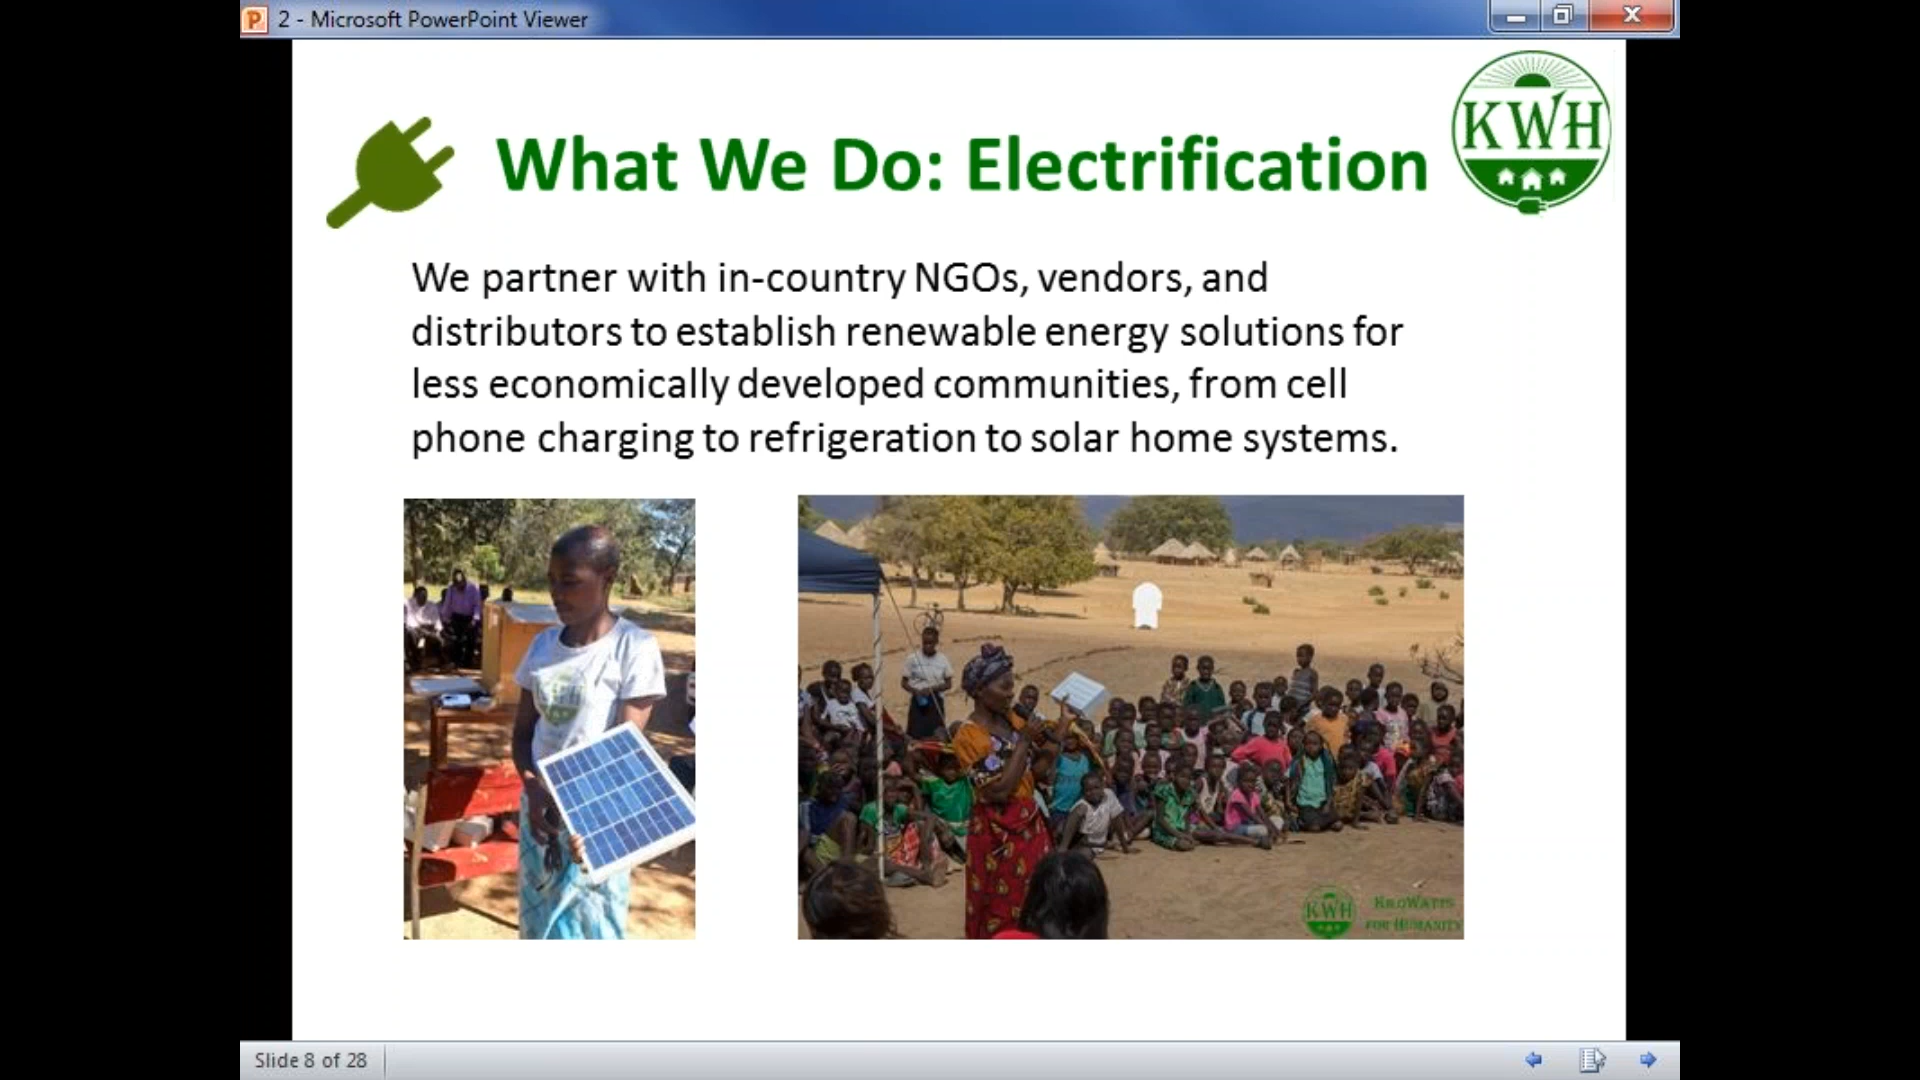 2 - Microsoft PowerPoint Viewer
KWH
What We Do: Electrification
We partner with in-country NGOs, vendors, and
distributors to establish renewable energy solutions for
less economically developed communities, from cell
phone charging to refrigeration to solar home systems.
KWH
KiloWatts
for Humanity
Slide 8 of 28